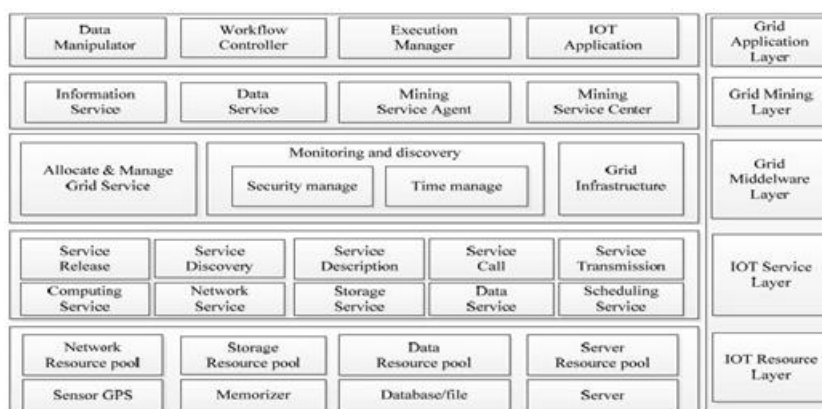 Data
Manipulator
Workflow
Controller
Execution
Manager
IOT
Application
Grid
Application
Layer
Information
Service
Data
Service
Mining
Service Agent
Mining
Service Center
Grid Mining
Layer
Allocate & Manage
Grid Service
Monitoring and discovery
Security manage
Time manage
Grid
Infrastructure
Grid
Middelware
Layer
Service
Release
Service
Discovery
Service
Description
Service
Call
Service
Transmission
Computing
Service
Network
Service
Storage
Service
Data
Service
Scheduling
Service
IOT Service
Layer
Network
Resource pool
Storage
Resource pool
Data
Resource pool
Server
Resource pool
Sensor GPS
Memorizer
Database/file
Server
IOT Resource
Layer